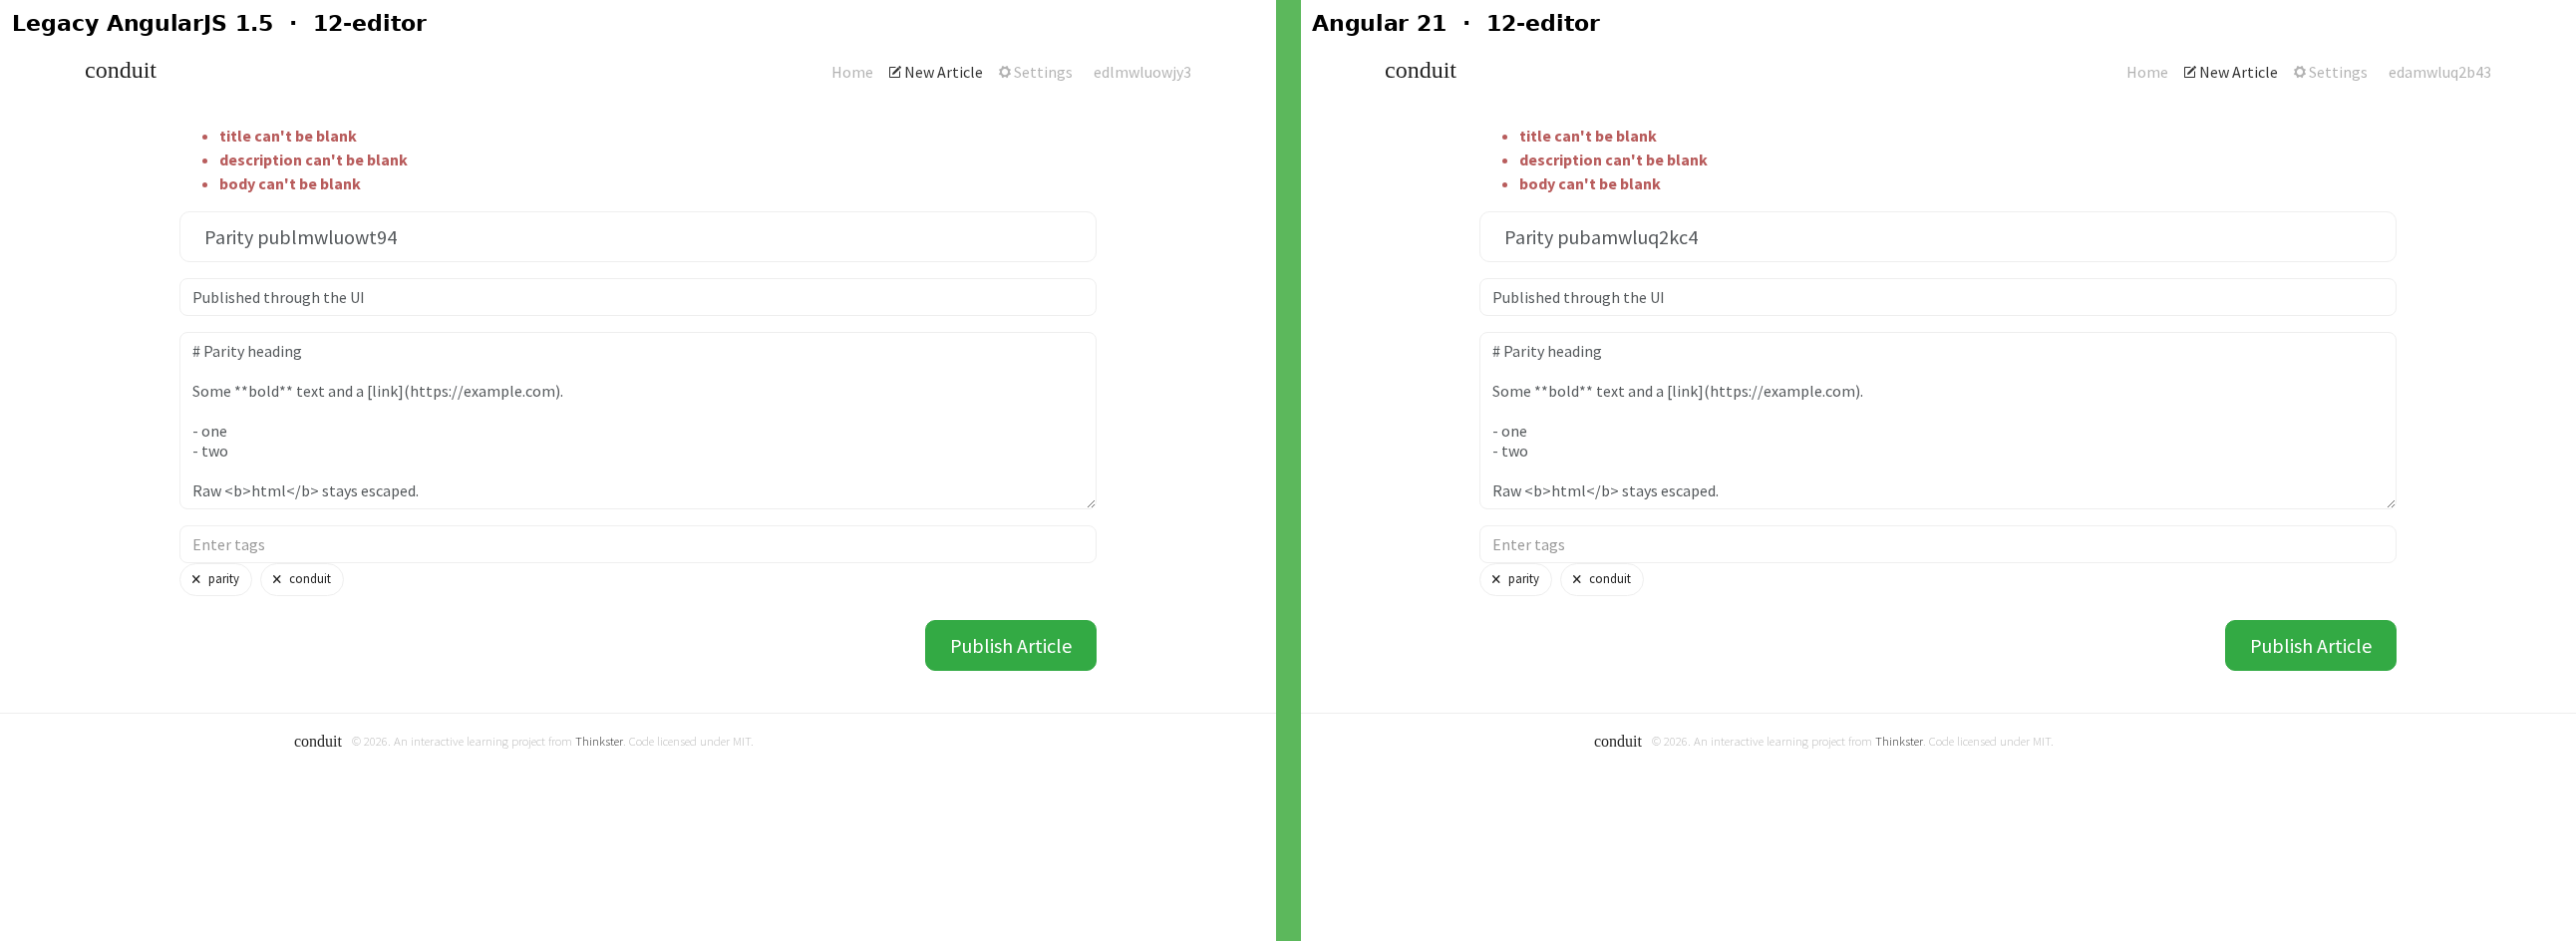 Legacy AngularJS 1.5 · 12-editor
conduit
Home New Article Settings edlmwluowjy3
• title can't be blank
• description can't be blank
• body can't be blank
Parity publmwluowt94
Published through the UI
# Parity heading
Some **bold** text and a [link](https://example.com).
- one
- two
Raw <b>html</b> stays escaped.
Enter tags
× parity × conduit
Publish Article
conduit © 2026. An interactive learning project from Thinkster. Code licensed under MIT.
Angular 21 · 12-editor
conduit
Home New Article Settings edamwluq2b43
• title can't be blank
• description can't be blank
• body can't be blank
Parity pubamwluq2kc4
Published through the UI
# Parity heading
Some **bold** text and a [link](https://example.com).
- one
- two
Raw <b>html</b> stays escaped.
Enter tags
× parity × conduit
Publish Article
conduit © 2026. An interactive learning project from Thinkster. Code licensed under MIT.